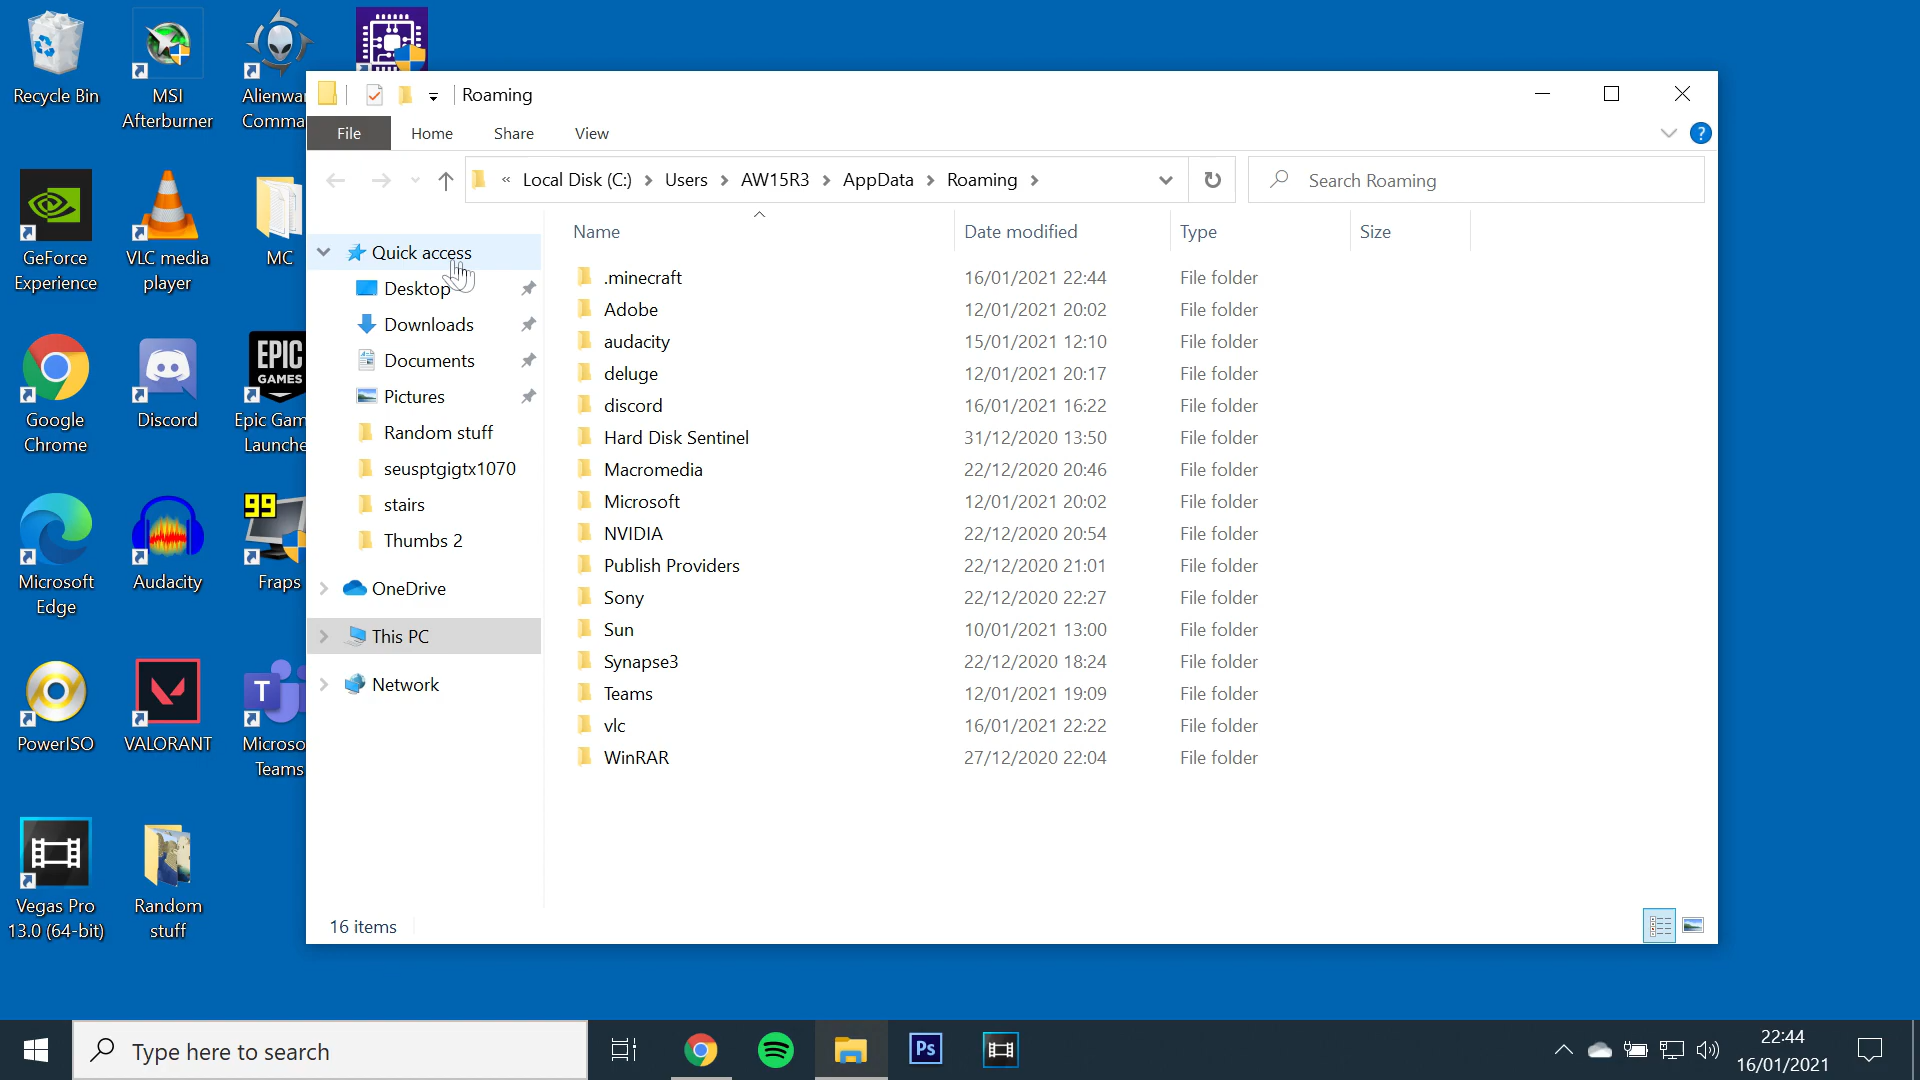 Recycle Bin
MSI
Afterburner
Alienwa
Comma
GeForce
Experience
VLC media
player
MC
Google
Chrome
Discord
EPIC
GAMES
Epic Gam
Launche
Microsoft
Edge
Audacity
99
Fraps
PowerISO
VALORANT
T
Microso
Teams
Vegas Pro
13.0 (64-bit)
Random
stuff
Roaming
File Home Share View
?
« Local Disk (C:) > Users > AW15R3 > AppData > Roaming >
Search Roaming
Quick access
Desktop
Downloads
Documents
Pictures
Random stuff
seusptgigtx1070
stairs
Thumbs 2
OneDrive
This PC
Network
Name Date modified Type Size
.minecraft 16/01/2021 22:44 File folder
Adobe 12/01/2021 20:02 File folder
audacity 15/01/2021 12:10 File folder
deluge 12/01/2021 20:17 File folder
discord 16/01/2021 16:22 File folder
Hard Disk Sentinel 31/12/2020 13:50 File folder
Macromedia 22/12/2020 20:46 File folder
Microsoft 12/01/2021 20:02 File folder
NVIDIA 22/12/2020 20:54 File folder
Publish Providers 22/12/2020 21:01 File folder
Sony 22/12/2020 22:27 File folder
Sun 10/01/2021 13:00 File folder
Synapse3 22/12/2020 18:24 File folder
Teams 12/01/2021 19:09 File folder
vlc 16/01/2021 22:22 File folder
WinRAR 27/12/2020 22:04 File folder
16 items
Type here to search
Ps
22:44
16/01/2021